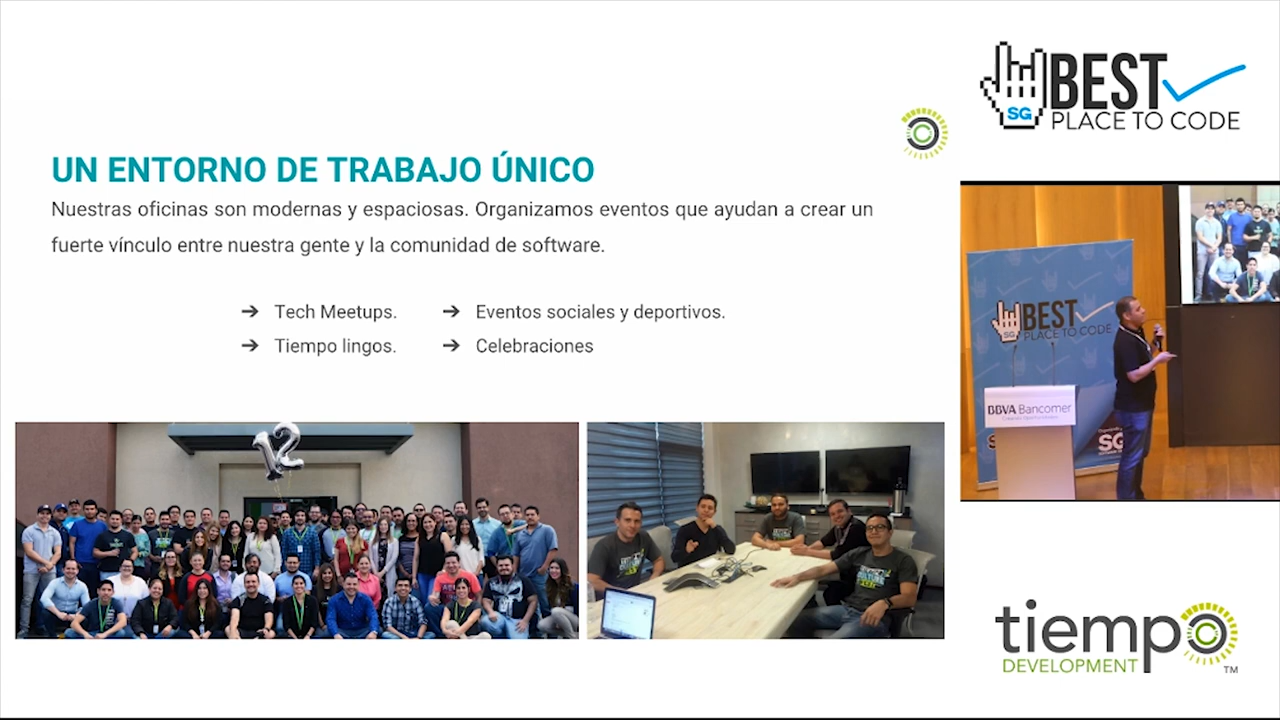 UN ENTORNO DE TRABAJO ÚNICO
Nuestras oficinas son modernas y espaciosas. Organizamos eventos que ayudan a crear un
fuerte vínculo entre nuestra gente y la comunidad de software.
➔ Tech Meetups.
➔ Tiempo lingos.
➔ Eventos sociales y deportivos.
➔ Celebraciones
12
SG
BEST
PLACE TO CODE
SG
BEST
PLACE TO CODE
BBVA Bancomer
SG
tiempo
DEVELOPMENT
TM